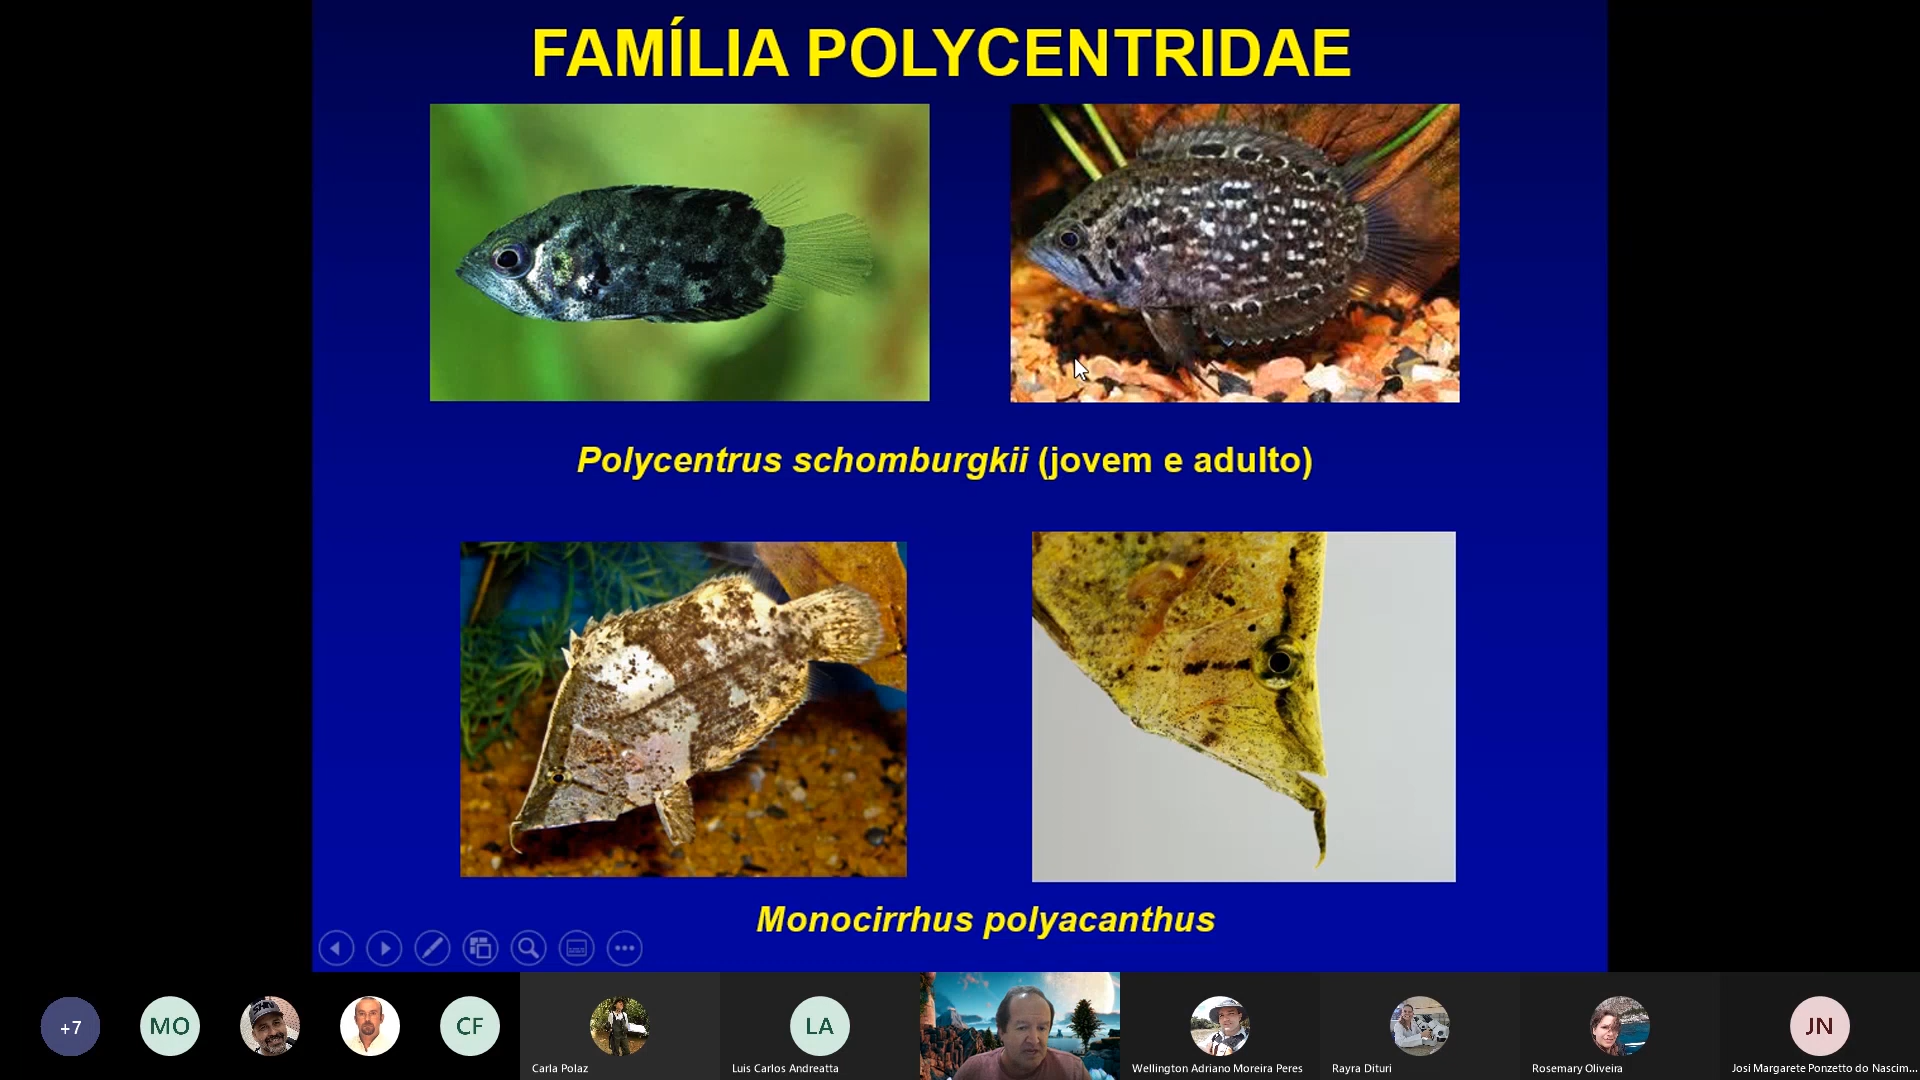 FAMÍLIA POLYCENTRIDAE
Polycentrus schomburgkii (jovem e adulto)
Monocirrhus polyacanthus
+7
MO
CF
LA
JN
Carla Polaz
Luis Carlos Andreatta
Wellington Adriano Moreira Peres
Rayra Dituri
Rosemary Oliveira
Josi Margarete Ponzetto do Nascim...